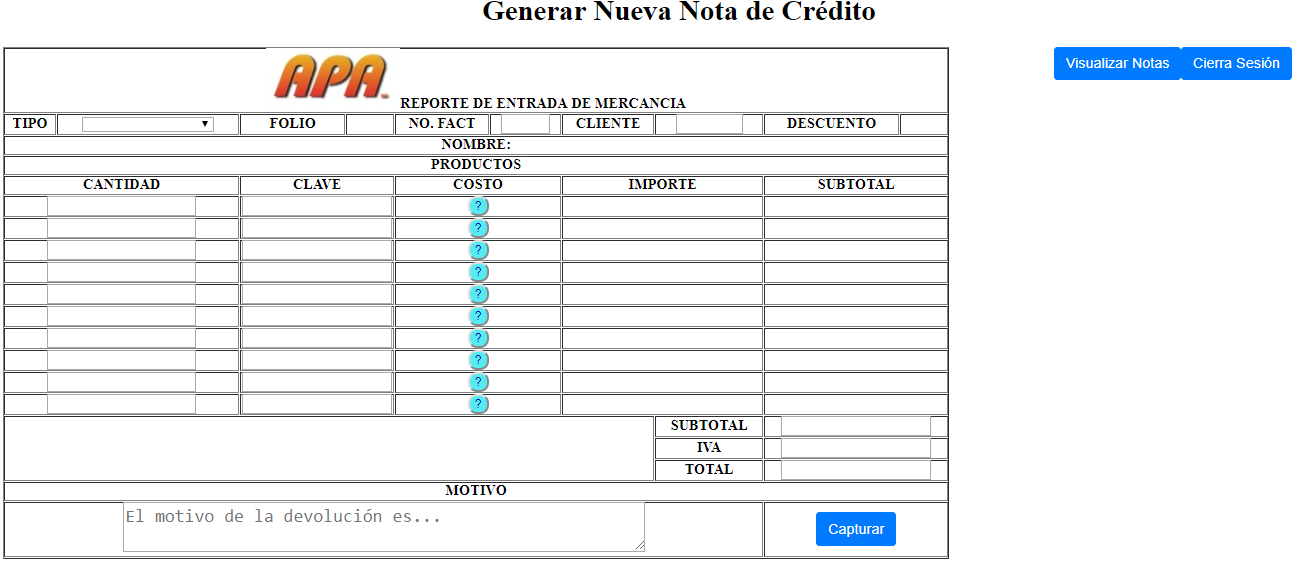 Generar Nueva Nota de Crédito
Visualizar Notas Cierra Sesión
APA™ REPORTE DE ENTRADA DE MERCANCIA
TIPO FOLIO NO. FACT CLIENTE DESCUENTO
NOMBRE:
PRODUCTOS
CANTIDAD CLAVE COSTO IMPORTE SUBTOTAL
?
?
?
?
?
?
?
?
?
?
SUBTOTAL
IVA
TOTAL
MOTIVO
El motivo de la devolución es...
Capturar